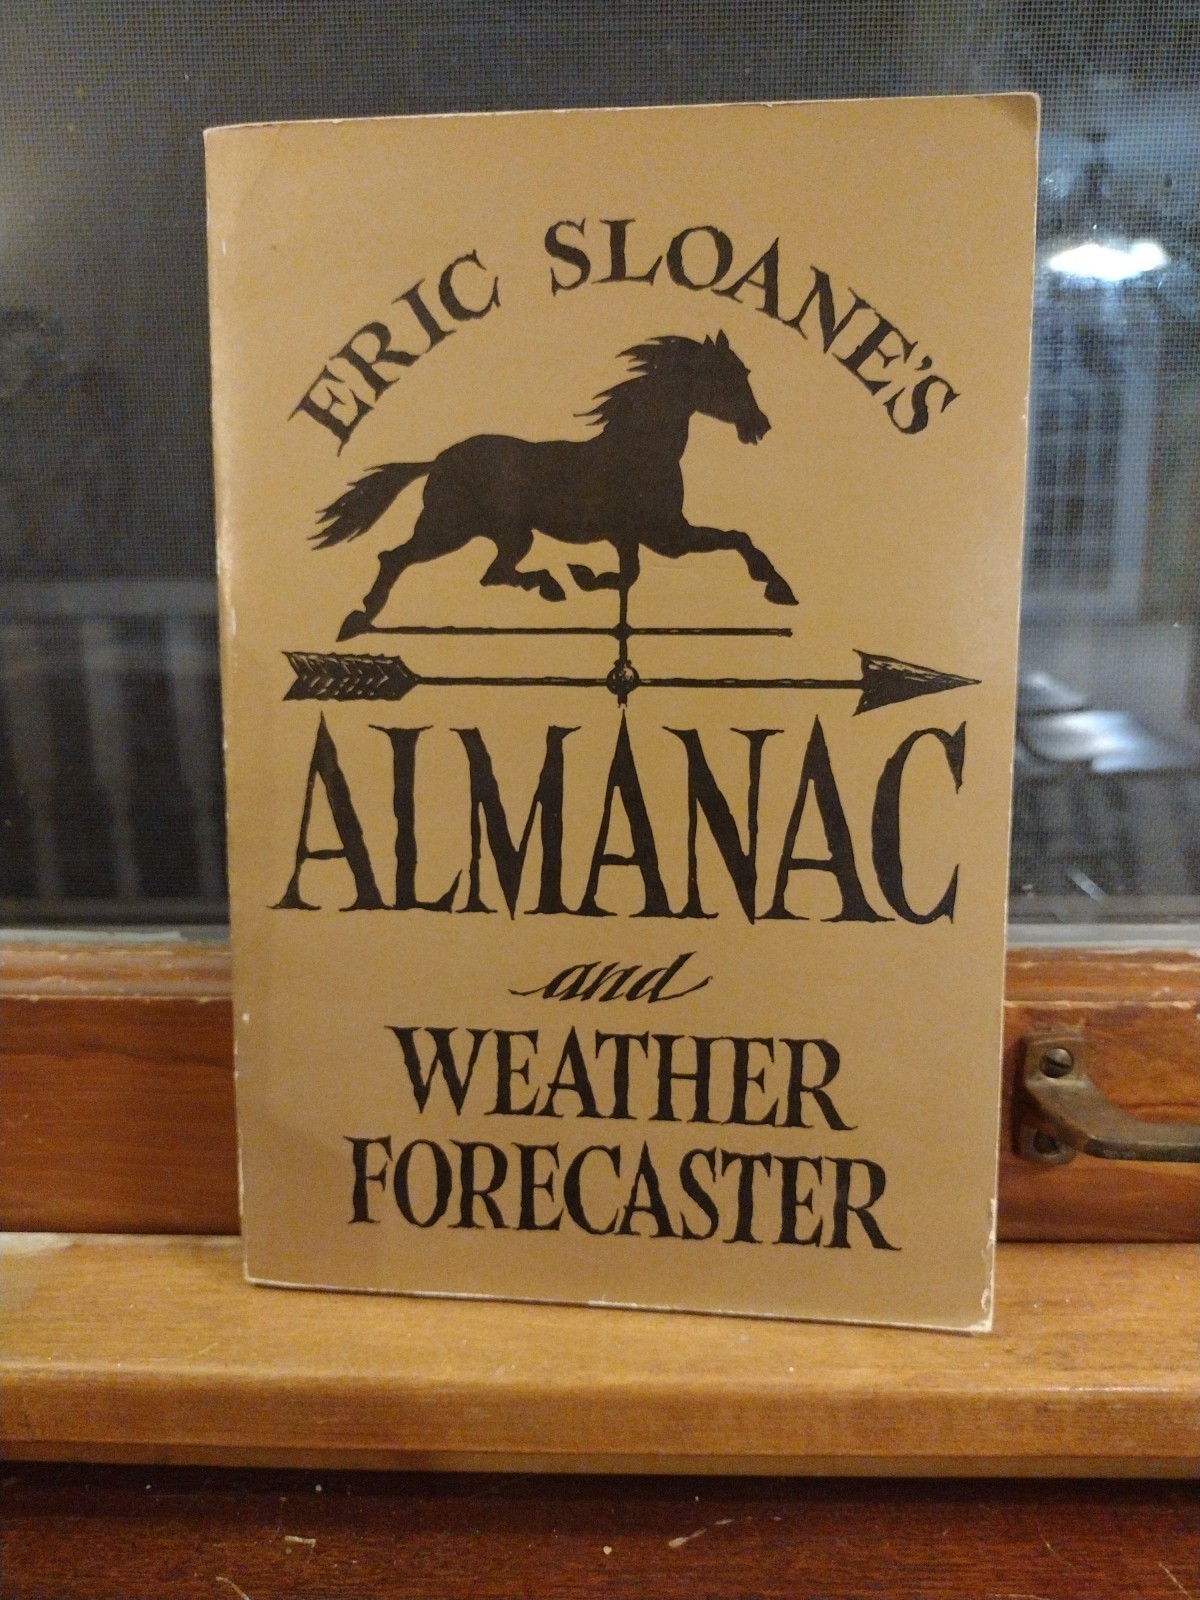 ERIC SLOANE'S
ALMANAC
and
WEATHER
FORECASTER